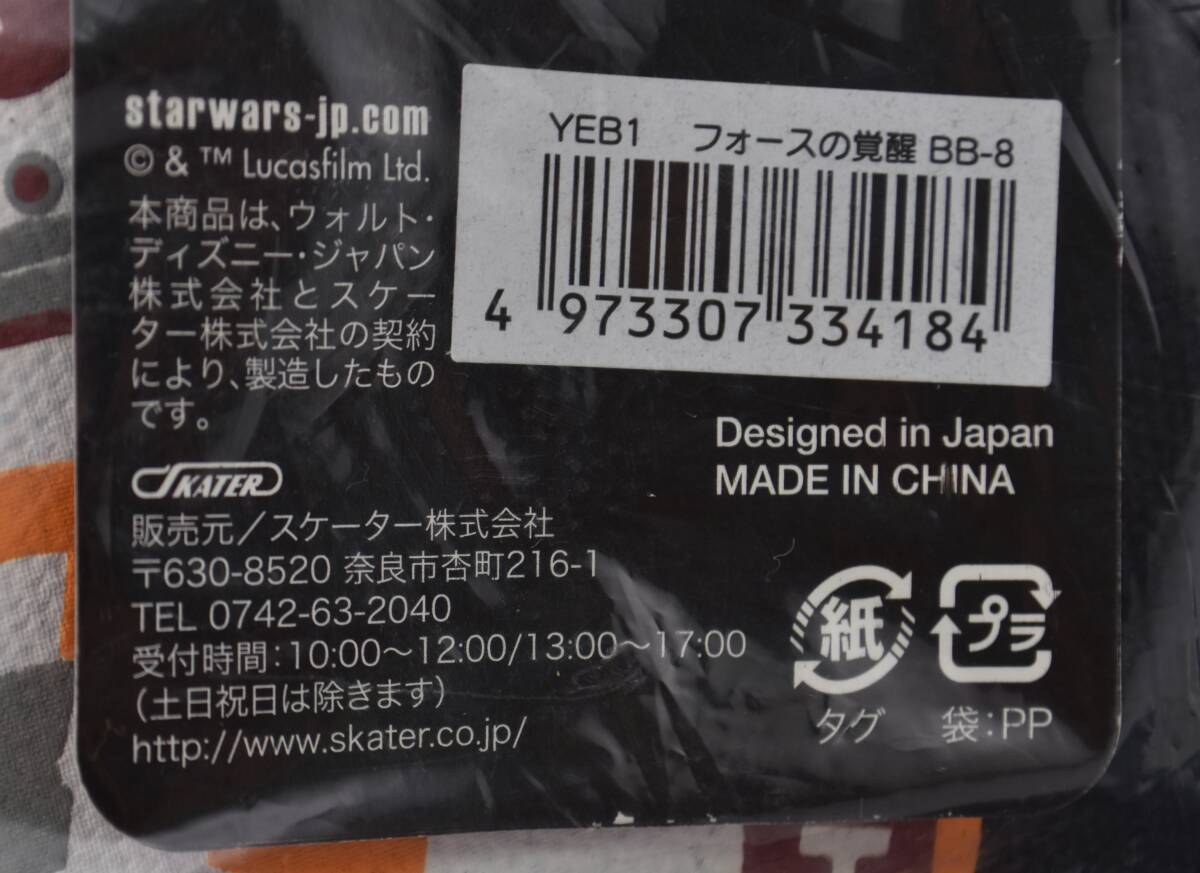 starwars-jp.com
© & ™ Lucasfilm Ltd.
本商品は、ウォルト・
ディズニー・ジャパン
株式会社とスケー
ター株式会社の契約
により、製造したもの
です。
SKATER
販売元／スケーター株式会社
〒630-8520 奈良市杏町216-1
TEL 0742-63-2040
受付時間：10:00～12:00/13:00～17:00
（土日祝日は除きます）
http://www.skater.co.jp/
YEB1 フォースの覚醒 BB-8
4 973307 334184
Designed in Japan
MADE IN CHINA
紙 プラ
タグ 袋：PP